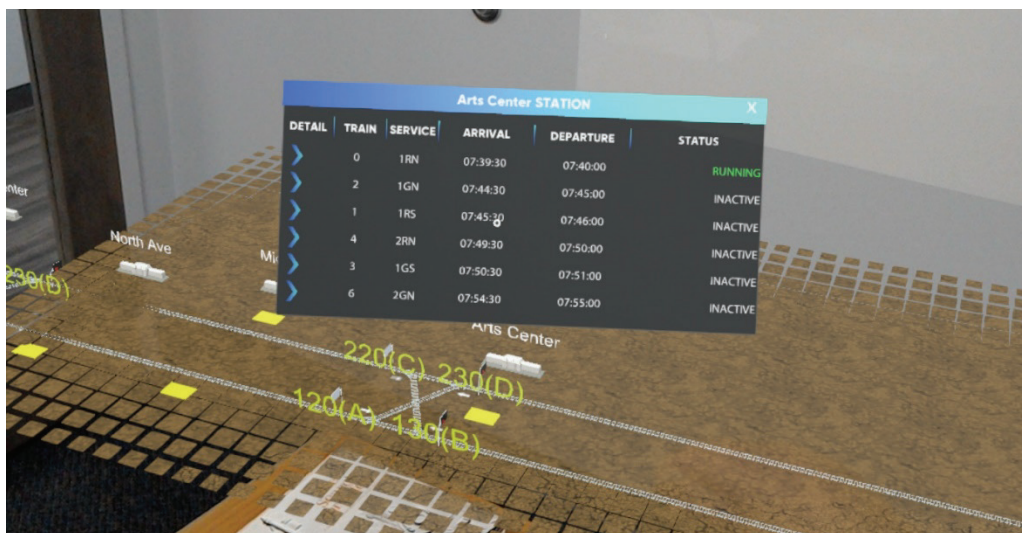 Arts Center STATION X
DETAIL TRAIN SERVICE ARRIVAL DEPARTURE STATUS
0 1RN 07:39:30 07:40:00 RUNNING
2 1GN 07:44:30 07:45:00 INACTIVE
1 1RS 07:45:30 07:46:00 INACTIVE
4 2RN 07:49:30 07:50:00 INACTIVE
3 1GS 07:50:30 07:51:00 INACTIVE
6 2GN 07:54:30 07:55:00 INACTIVE
North Ave
230(D)
Arts Center
220(C) 230(D)
120(A) 130(B)